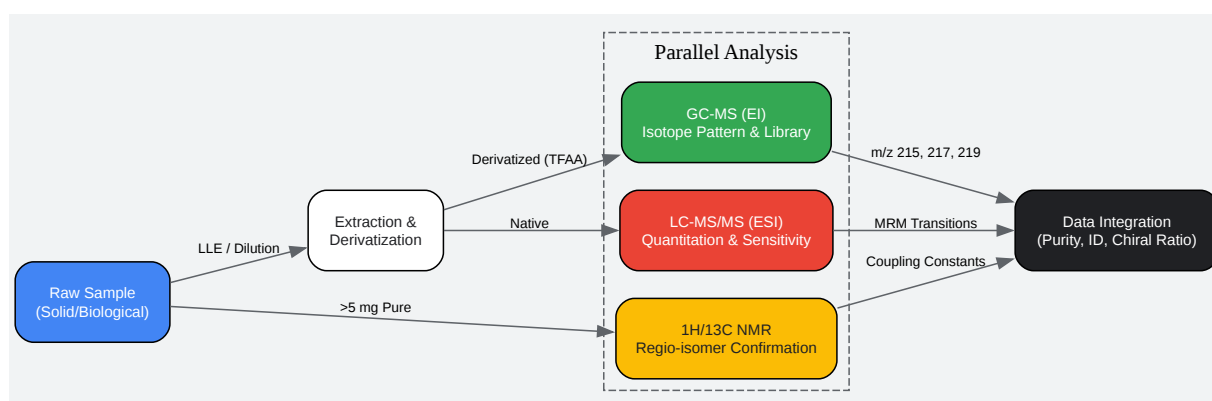 Parallel Analysis
GC-MS (EI)
Isotope Pattern & Library
m/z 215, 217, 219
Derivatized (TFAA)
Extraction &
Derivatization
Native
LC-MS/MS (ESI)
Quantitation & Sensitivity
MRM Transitions
Data Integration
(Purity, ID, Chiral Ratio)
LLE / Dilution
Coupling Constants
Raw Sample
(Solid/Biological)
>5 mg Pure
1H/13C NMR
Regio-isomer Confirmation